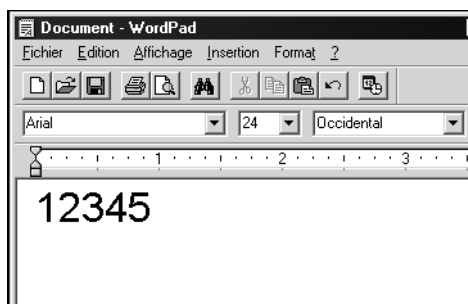 Document - WordPad
Fichier Edition Affichage Insertion Format ?
Arial 24 Occidental
1 2 3
12345